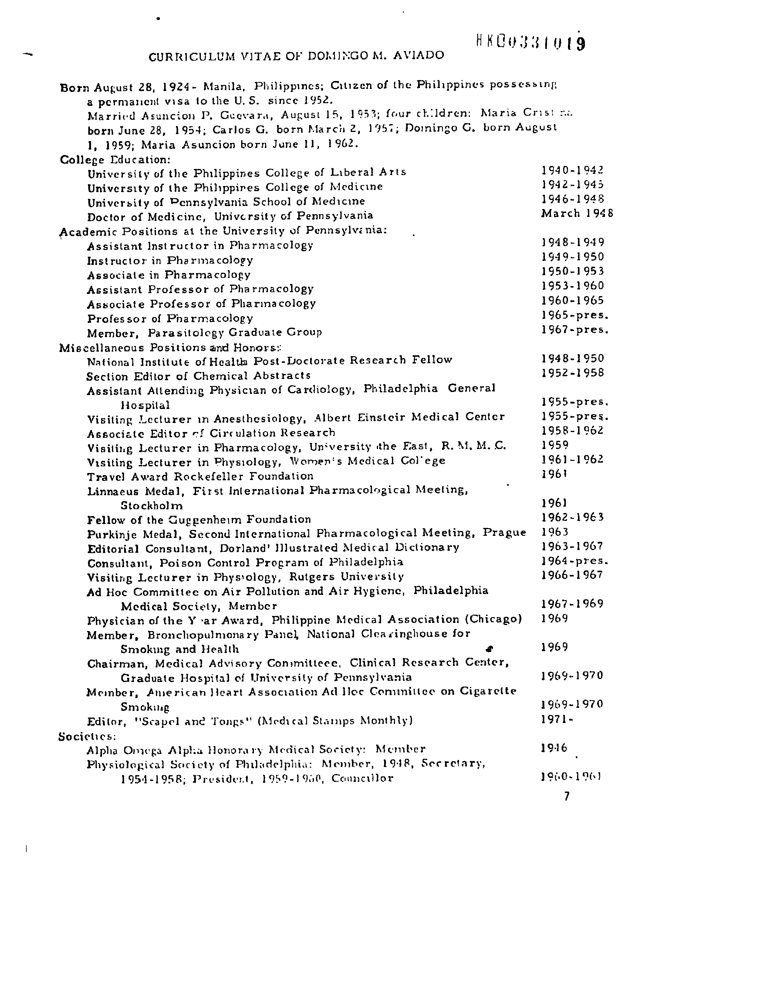 HK00331019
CURRICULUM VITAE OF DOMINGO M. AVIADO
Born August 28, 1924- Manila, Philippines; Citizen of the Philippines possessing
a permanent visa to the U.S. since 1952.
Married Asuncion P. Guevara, August 15, 1953; four children: Maria
born June 28, 1954; Carlos G. born March 2, 1957; Domingo G. born August
1, 1959; Maria Asuncion born June 11, 1962.
College Education:
University of the Philippines College of Liberal Arts 1940-1942
University of the Philippires College of Medicine 1942-1945
University of Pennsylvania School of Medicine 1946-1948
Doctor of Medicine, University of Pennsylvania March 1948
Academic Positions at the University of Pennsylvania:
Assistant Instructor in Pharmacology 1948-1949
Instructor in Pharmacology 1949-1950
Associate in Pharmacology 1950-1953
Assistant Professor of Pharmacology 1953-1960
Associate Professor of Pharmacology 1960-1965
Professor of Pharmacology 1965-pres.
Member, Parasitology Graduate Group 1967-pres.
Miscellaneous Positions and Honors:
National Institute of Health Post-Doctorate Research Fellow 1948-1950
Section Editor of Chemical Abstracts 1952-1958
Assistant Attending Physician of Cardiology, Philadelphia General
Hospital 1955-pres.
Visiting Lecturer in Anesthesiology, Albert Einstein Medical Center 1955-pres.
Associate Editor of Circulation Research 1958-1962
Visiting Lecturer in Pharmacology, University the East, R.M.M.C. 1959
Visiting Lecturer in Physiology, Women's Medical College 1961-1962
Travel Award Rockefeller Foundation 1961
Linnaeus Medal, First International Pharmacological Meeting,
Stockholm 1961
Fellow of the Guggenheim Foundation 1962-1963
Purkinje Medal, Second International Pharmacological Meeting, Prague 1963
Editorial Consultant, Dorland' Illustrated Medical Dictionary 1963-1967
Consultant, Poison Control Program of Philadelphia 1964-pres.
Visiting Lecturer in Physiology, Rutgers University 1966-1967
Ad Hoc Committee on Air Pollution and Air Hygiene, Philadelphia
Medical Society, Member 1967-1969
Physician of the Y ar Award, Philippine Medical Association (Chicago) 1969
Member, Bronchopulmonary Panel, National Clearinghouse for
Smoking and Health 1969
Chairman, Medical Advisory Committeee, Clinical Research Center,
Graduate Hospital of University of Pennsylvania 1969-1970
Member, American Heart Association Ad Hoc Committee on Cigarette
Smoking 1969-1970
Editor, "Scapel and Tongs" (Medical Stamps Monthly) 1971-
Societies:
Alpha Omega Alpha Honorary Medical Society: Member 1946
Physiological Society of Philadelphia: Member, 1948, Secretary,
1954-1958; President, 1959-1960, Councillor 1960-1961
7